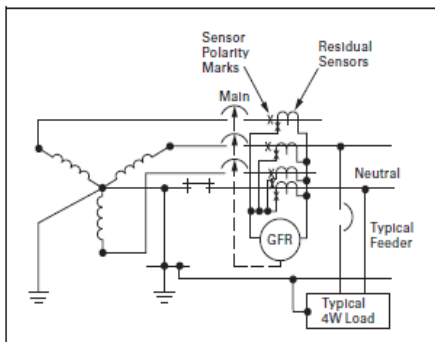 Sensor
Polarity
Marks
Residual
Sensors
Main
Neutral
GFR
Typical
Feeder
Typical
4W Load